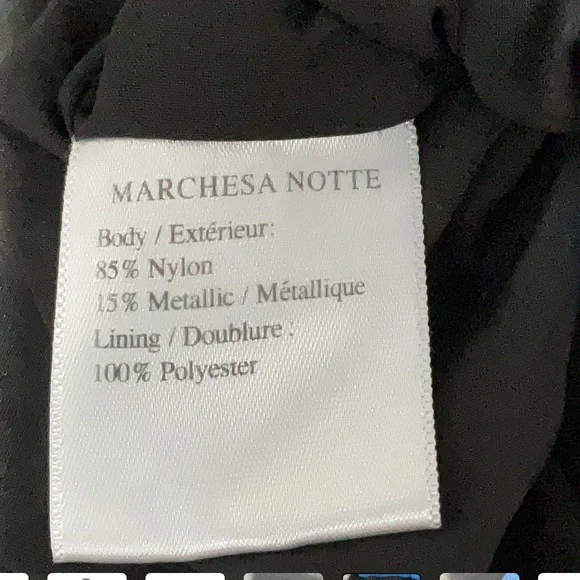 MARCHESA NOTTE
Body / Extérieur:
85% Nylon
15% Metallic / Métallique
Lining / Doublure :
100% Polyester